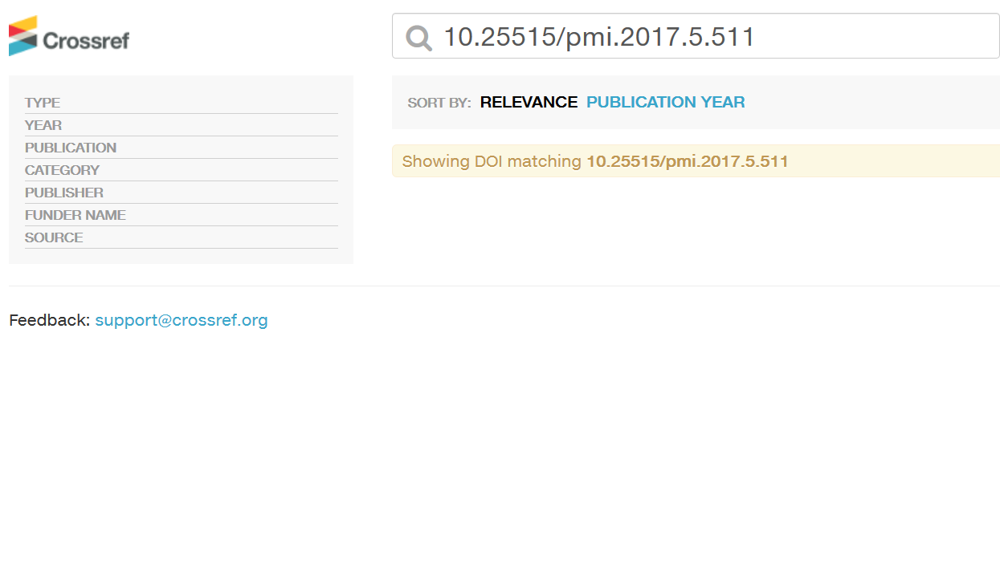 Crossref
10.25515/pmi.2017.5.511
TYPE
YEAR
PUBLICATION
CATEGORY
PUBLISHER
FUNDER NAME
SOURCE
SORT BY: RELEVANCE PUBLICATION YEAR
Showing DOI matching 10.25515/pmi.2017.5.511
Feedback: support@crossref.org